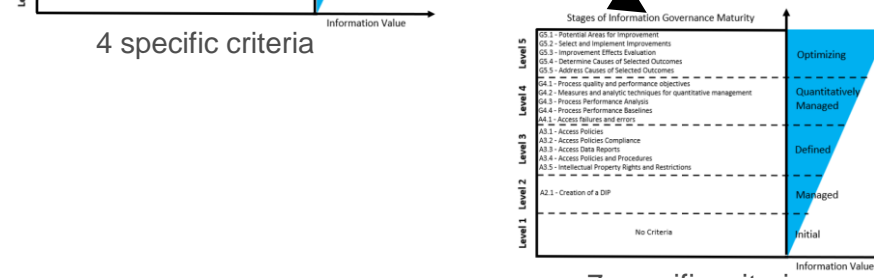 Information Value
4 specific criteria
Stages of Information Governance Maturity
Level 5
G5.1 - Potential Areas for Improvement
G5.2 - Select and Implement Improvements
G5.3 - Improvement Effects Evaluation
G5.4 - Determine Causes of Selected Outcomes
G5.5 - Address Causes of Selected Outcomes
Optimizing
Level 4
G4.1 - Process quality and performance objectives
G4.2 - Measures and analytic techniques for quantitative management
G4.3 - Process Performance Analysis
G4.4 - Process Performance Baselines
A4.1 - Access failures and errors
Quantitatively
Managed
Level 3
A3.1 - Access Policies
A3.2 - Access Policies Compliance
A3.3 - Access Data Reports
A3.4 - Access Policies and Procedures
A3.5 - Intellectual Property Rights and Restrictions
Defined
Level 2
A2.1 - Creation of a DIP
Managed
Level 1
No Criteria
Initial
Information Value